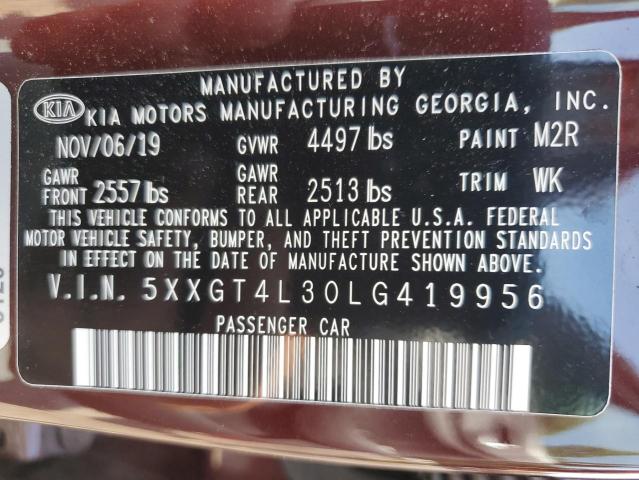 MANUFACTURED BY
KIA KIA MOTORS MANUFACTURING GEORGIA, INC.
NOV/06/19 GVWR 4497 lbs PAINT M2R
GAWR FRONT 2557 lbs GAWR REAR 2513 lbs TRIM WK
THIS VEHICLE CONFORMS TO ALL APPLICABLE U.S.A. FEDERAL
MOTOR VEHICLE SAFETY, BUMPER, AND THEFT PREVENTION STANDARDS
IN EFFECT ON THE DATE OF MANUFACTURE SHOWN ABOVE.
V.I.N. 5XXGT4L30LG419956
PASSENGER CAR